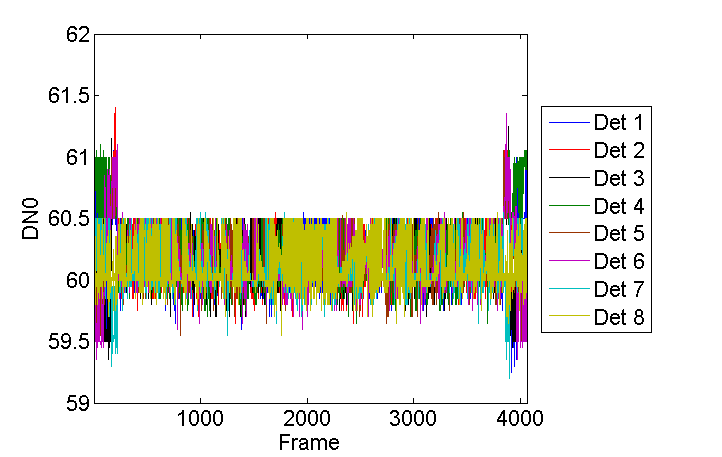 62
61.5
61
60.5
60
59.5
59
DN0
1000
2000
3000
4000
Frame
Det 1
Det 2
Det 3
Det 4
Det 5
Det 6
Det 7
Det 8